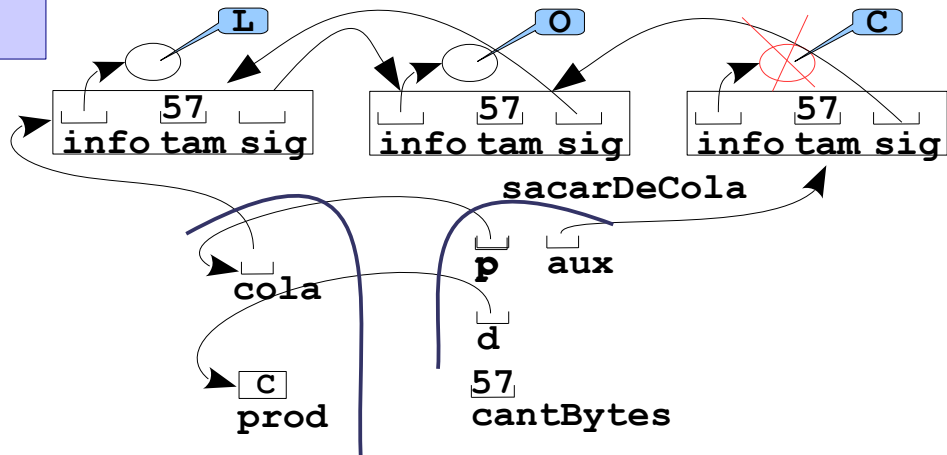 L O C
57 57 57
info tam sig info tam sig info tam sig
sacarDeCola
p aux
cola
d
C 57
prod cantBytes